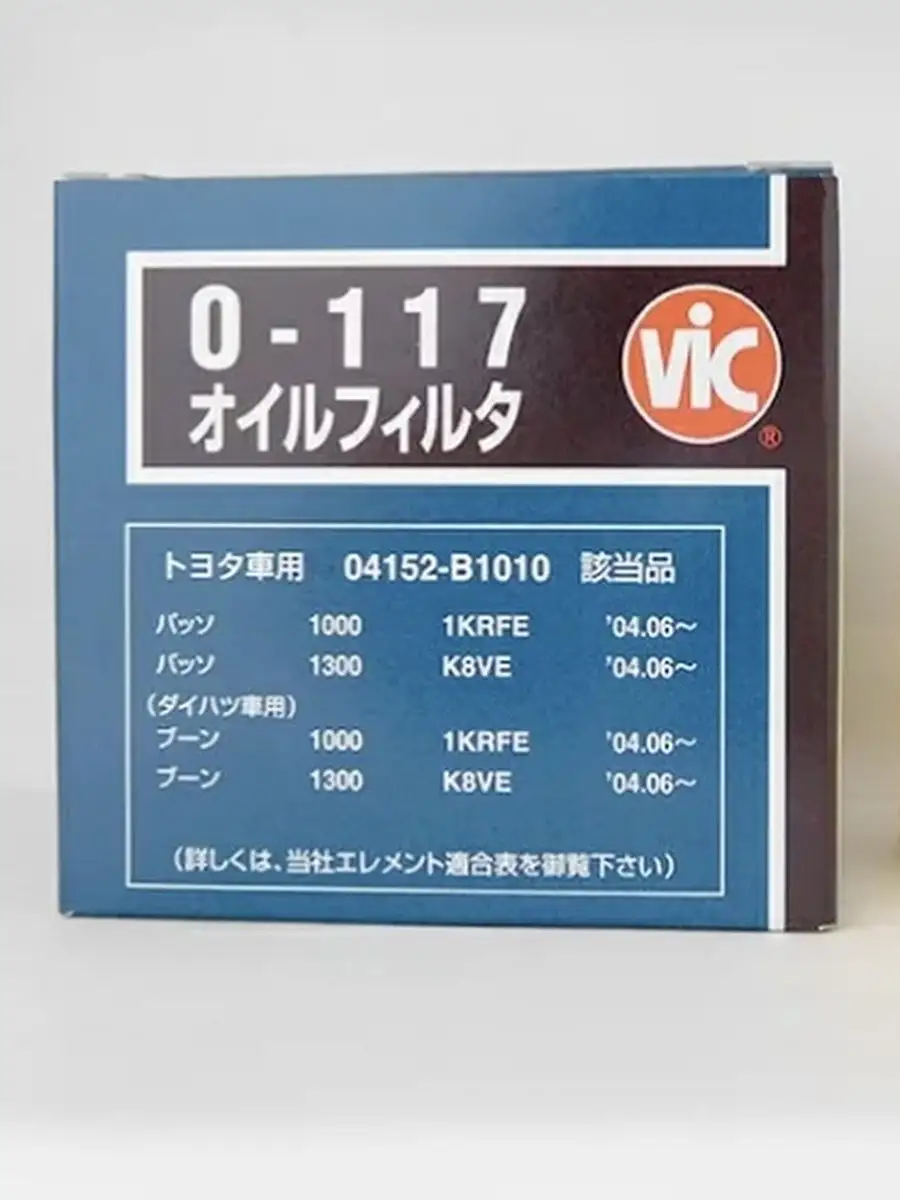 O-117
オイルフィルタ
ViC
®
トヨタ車用 04152-B1010 該当品
パッソ 1000 1KRFE '04.06～
パッソ 1300 K8VE '04.06～
(ダイハツ車用)
ブーン 1000 1KRFE '04.06～
ブーン 1300 K8VE '04.06～
(詳しくは、当社エレメント適合表を御覧下さい)